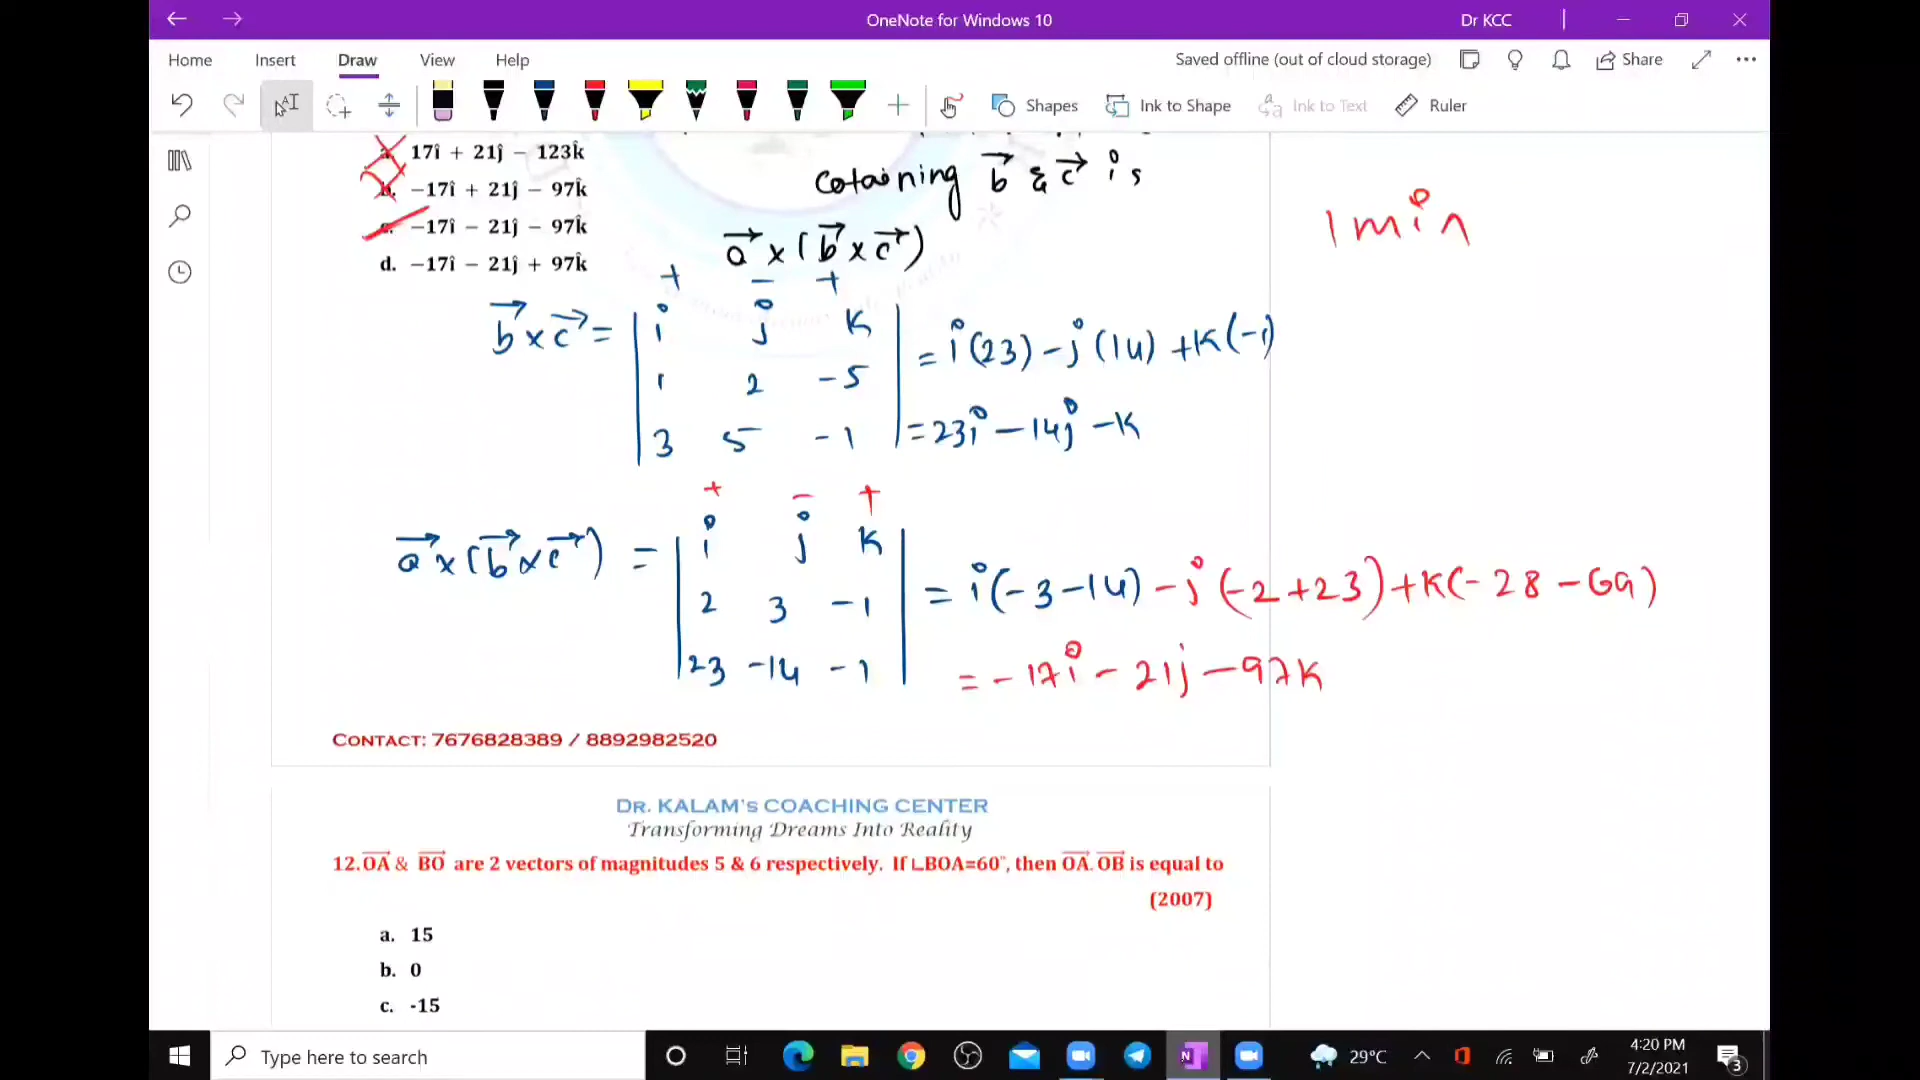 OneNote for Windows 10
Dr KCC
Home Insert Draw View Help
Saved offline (out of cloud storage)
Share
Shapes
Ink to Shape
Ink to Text
Ruler
17î + 21ĵ − 123k̂
−17î + 21ĵ − 97k̂
−17î − 21ĵ − 97k̂
d. −17î − 21ĵ + 97k̂
Cotaining b⃗ & c⃗ is
a⃗ × (b⃗ × c⃗)
1 min
+ − +
b⃗ × c⃗ = | i j k | = i(23) − j(14) + k(−1)
1 2 −5
3 5 −1 = 23i − 14j − k
+ − +
a⃗ × (b⃗ × c⃗) = | i j k |
2 3 −1 = i(−3−14) − j(−2+23) + k(−28−69)
23 −14 −1 = −17i − 21j − 97k
CONTACT: 7676828389 / 8892982520
DR. KALAM's COACHING CENTER
Transforming Dreams Into Reality
12. OA & BO are 2 vectors of magnitudes 5 & 6 respectively. If ∟BOA=60°, then OA. OB is equal to
(2007)
a. 15
b. 0
c. -15
Type here to search
29°C
4:20 PM
7/2/2021
3